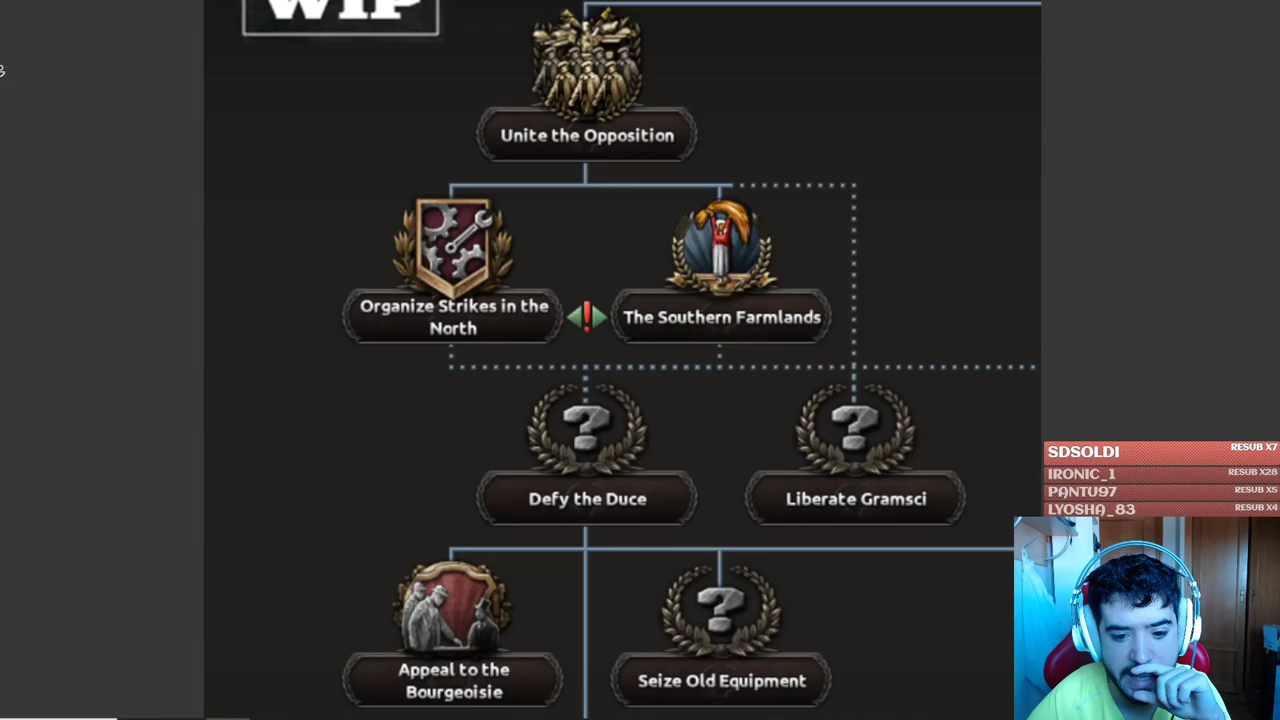 WIP
Unite the Opposition
Organize Strikes in the
North
The Southern Farmlands
Defy the Duce
Liberate Gramsci
SDSOLDI RESUB X7
IRONIC_1 RESUB X28
PANTU97 RESUB X5
LYOSHA_83 RESUB X4
Appeal to the
Bourgeoisie
Seize Old Equipment